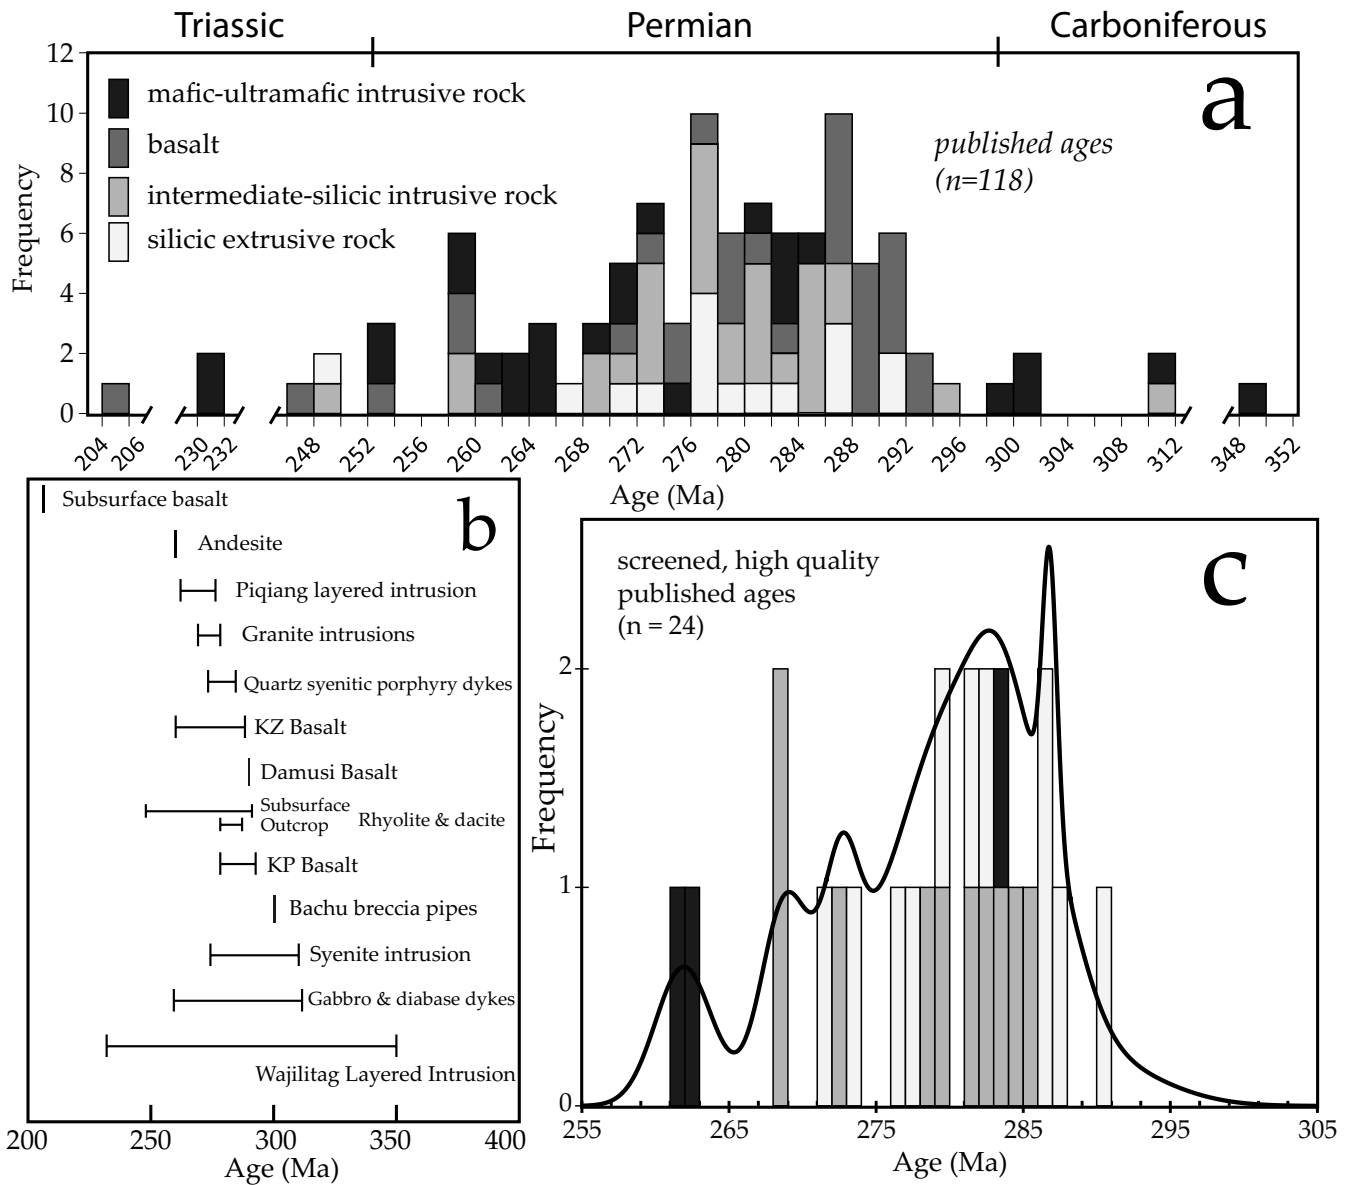 Triassic Permian Carboniferous
12
10
8
6
4
2
0
Frequency
mafic-ultramafic intrusive rock
basalt
intermediate-silicic intrusive rock
silicic extrusive rock
a
published ages
(n=118)
204 206 230 232 248 252 256 260 264 268 272 276 280 284 288 292 296 300 304 308 312 348 352
Age (Ma)
b
Subsurface basalt
Andesite
Piqiang layered intrusion
Granite intrusions
Quartz syenitic porphyry dykes
KZ Basalt
Damusi Basalt
Subsurface
Outcrop
Rhyolite & dacite
KP Basalt
Bachu breccia pipes
Syenite intrusion
Gabbro & diabase dykes
Wajilitag Layered Intrusion
200 250 300 350 400
Age (Ma)
c
screened, high quality
published ages
(n = 24)
2
1
0
Frequency
255 265 275 285 295 305
Age (Ma)